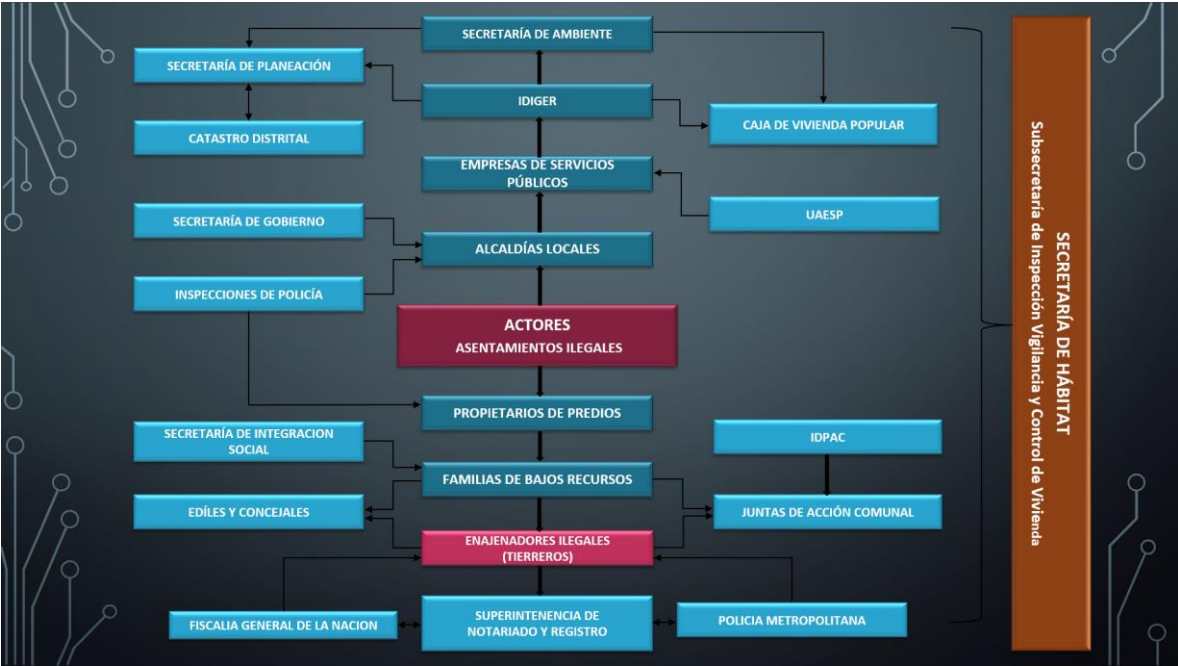 SECRETARÍA DE AMBIENTE
SECRETARÍA DE PLANEACIÓN
IDIGER
CAJA DE VIVIENDA POPULAR
CATASTRO DISTRITAL
EMPRESAS DE SERVICIOS
PÚBLICOS
UAESP
SECRETARÍA DE GOBIERNO
ALCALDÍAS LOCALES
INSPECCIONES DE POLICÍA
ACTORES
ASENTAMIENTOS ILEGALES
PROPIETARIOS DE PREDIOS
SECRETARÍA DE INTEGRACION
SOCIAL
IDPAC
FAMILIAS DE BAJOS RECURSOS
EDÍLES Y CONCEJALES
JUNTAS DE ACCIÓN COMUNAL
ENAJENADORES ILEGALES
(TIERREROS)
FISCALIA GENERAL DE LA NACION
SUPERINTENENCIA DE
NOTARIADO Y REGISTRO
POLICIA METROPOLITANA
SECRETARÍA DE HÁBITAT
Subsecretaría de Inspección Vigilancia y Control de Vivienda